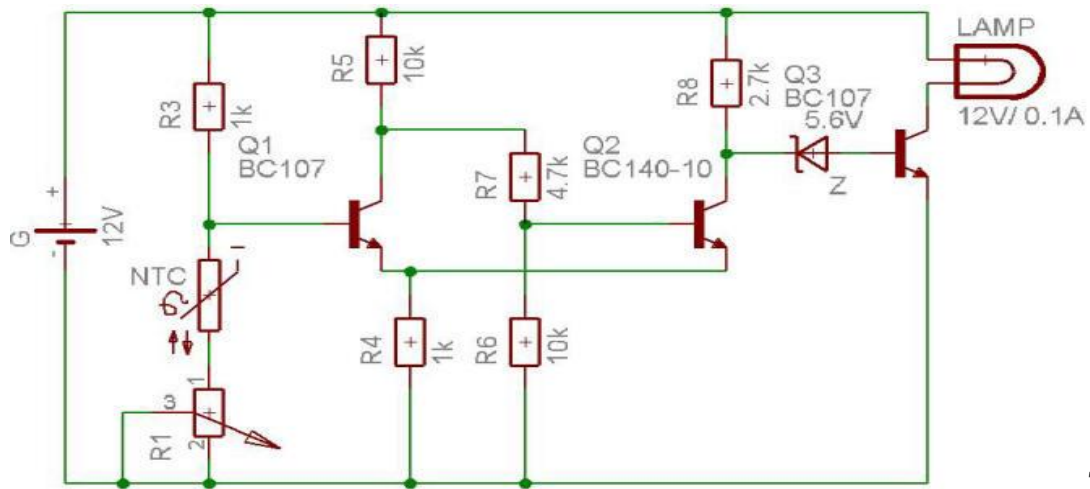 LAMP
12V/ 0.1A
R5
10k
R8
2.7k
Q3
BC107
5.6V
Z
R3
1k
Q1
BC107
R7
4.7k
Q2
BC140-10
+
G
-
12V
NTC
R4
1k
R6
10k
1
3
2
R1